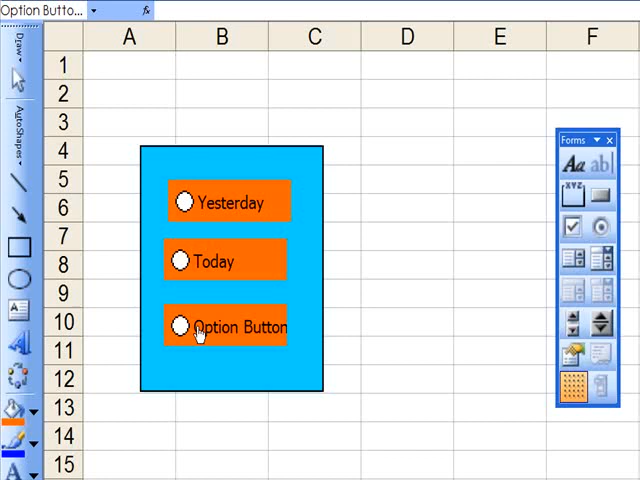 Option Butto...
fx
Draw
AutoShapes
A B C D E F
1
2
3
4
5
6
7
8
9
10
11
12
13
14
15
Yesterday
Today
Option Button
Forms
Aa ab
XYZ
A
A